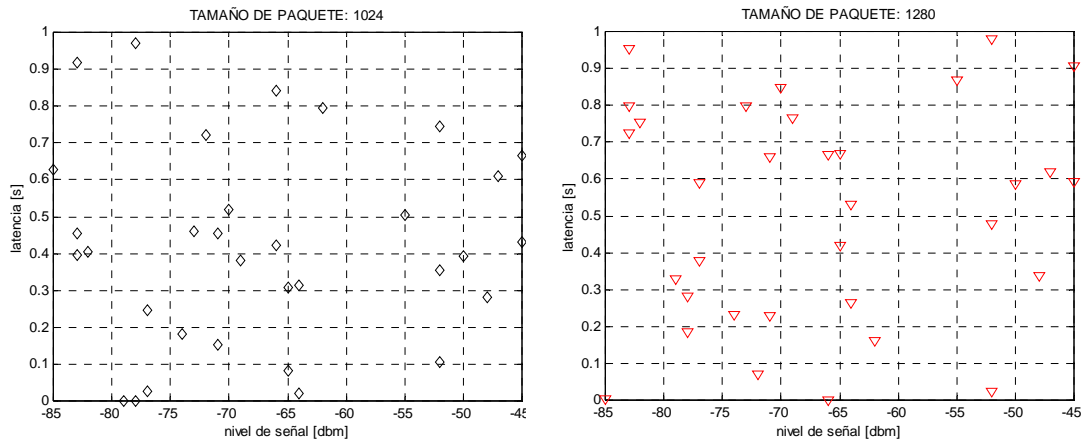 TAMAÑO DE PAQUETE: 1024
1
0.9
0.8
0.7
0.6
0.5
0.4
0.3
0.2
0.1
0
latencia [s]
-85 -80 -75 -70 -65 -60 -55 -50 -45
nivel de señal [dbm]
TAMAÑO DE PAQUETE: 1280
1
0.9
0.8
0.7
0.6
0.5
0.4
0.3
0.2
0.1
0
latencia [s]
-85 -80 -75 -70 -65 -60 -55 -50 -45
nivel de señal [dbm]